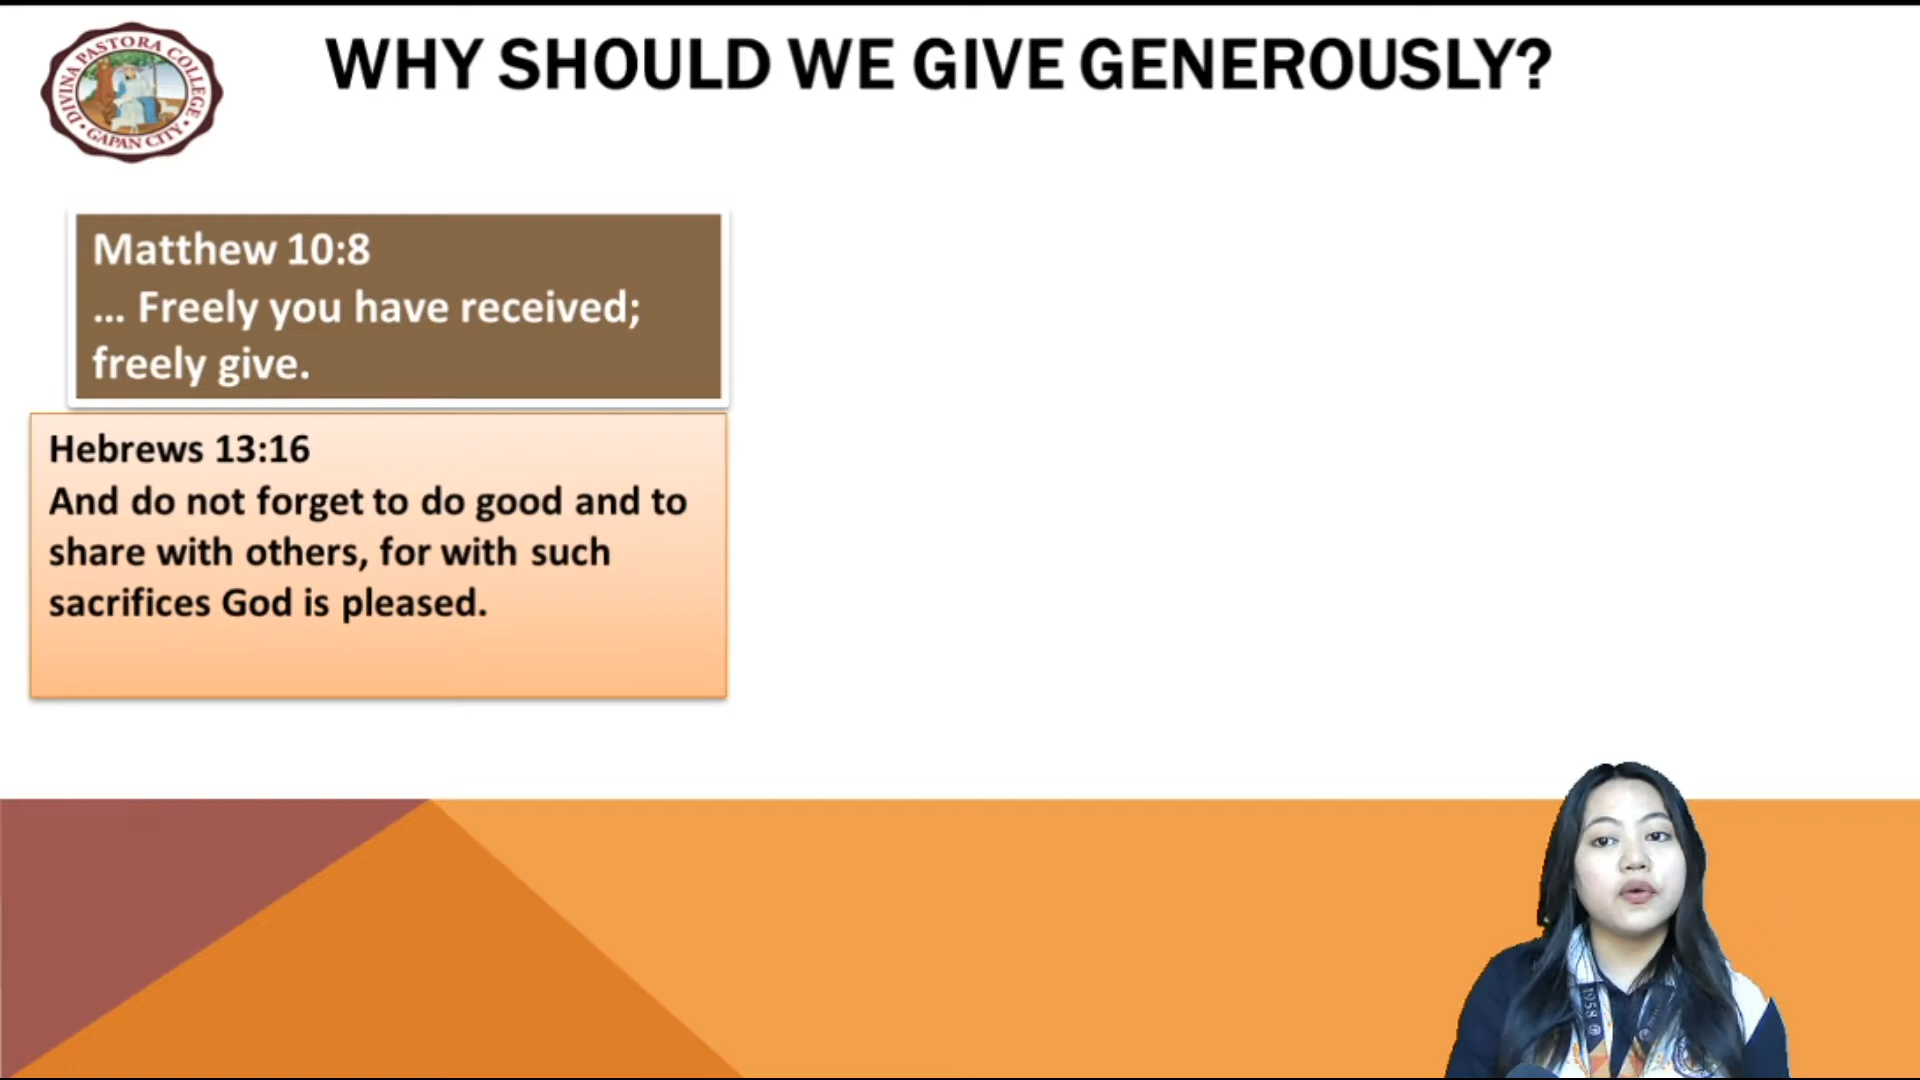 DIVINA PASTORA COLLEGE
GAPAN CITY
WHY SHOULD WE GIVE GENEROUSLY?
Matthew 10:8
... Freely you have received;
freely give.
Hebrews 13:16
And do not forget to do good and to
share with others, for with such
sacrifices God is pleased.
1958